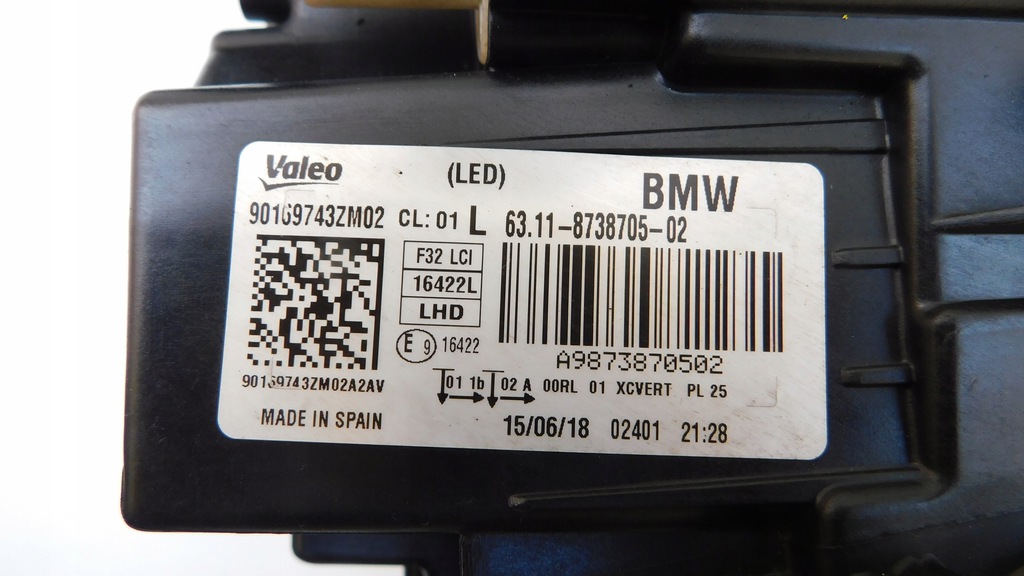 Valeo (LED) BMW
90169743ZM02 CL: 01 L 63.11-8738705-02
F32 LCI
16422L
LHD
E 9 16422
A9873870502
90169743ZM02A2AV
01 1b 02 A 00RL 01 XCVERT PL 25
MADE IN SPAIN 15/06/18 02401 21:28